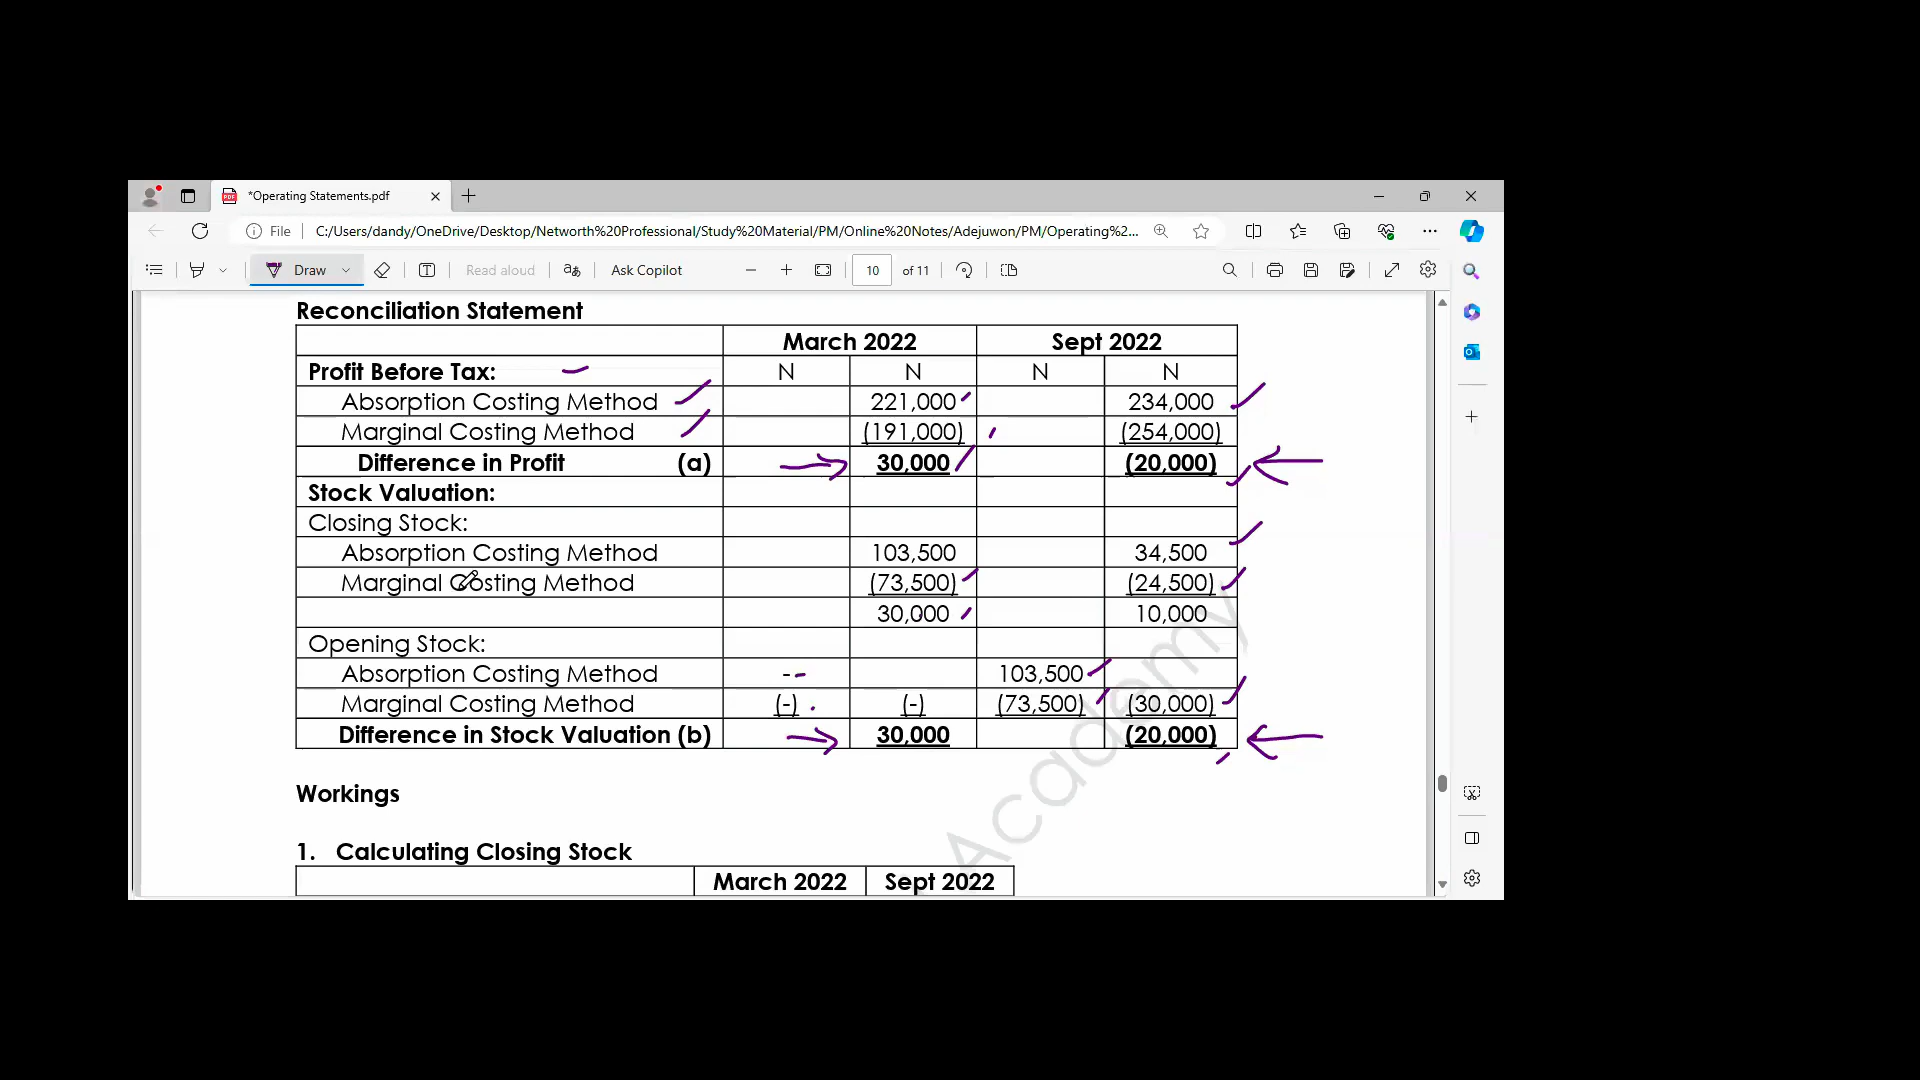 *Operating Statements.pdf
File
C:/Users/dandy/OneDrive/Desktop/Networth%20Professional/Study%20Material/PM/Online%20Notes/Adejuwon/PM/Operating%2...
Draw
Read aloud
aあ
Ask Copilot
10 of 11
Reconciliation Statement
March 2022 Sept 2022
Profit Before Tax: N N N N
Absorption Costing Method 221,000 234,000
Marginal Costing Method (191,000) (254,000)
Difference in Profit (a) 30,000 (20,000)
Stock Valuation:
Closing Stock:
Absorption Costing Method 103,500 34,500
Marginal Costing Method (73,500) (24,500)
30,000 10,000
Opening Stock:
Absorption Costing Method - 103,500
Marginal Costing Method (-) (-) (73,500) (30,000)
Difference in Stock Valuation (b) 30,000 (20,000)
Workings
1. Calculating Closing Stock
March 2022 Sept 2022
Academy